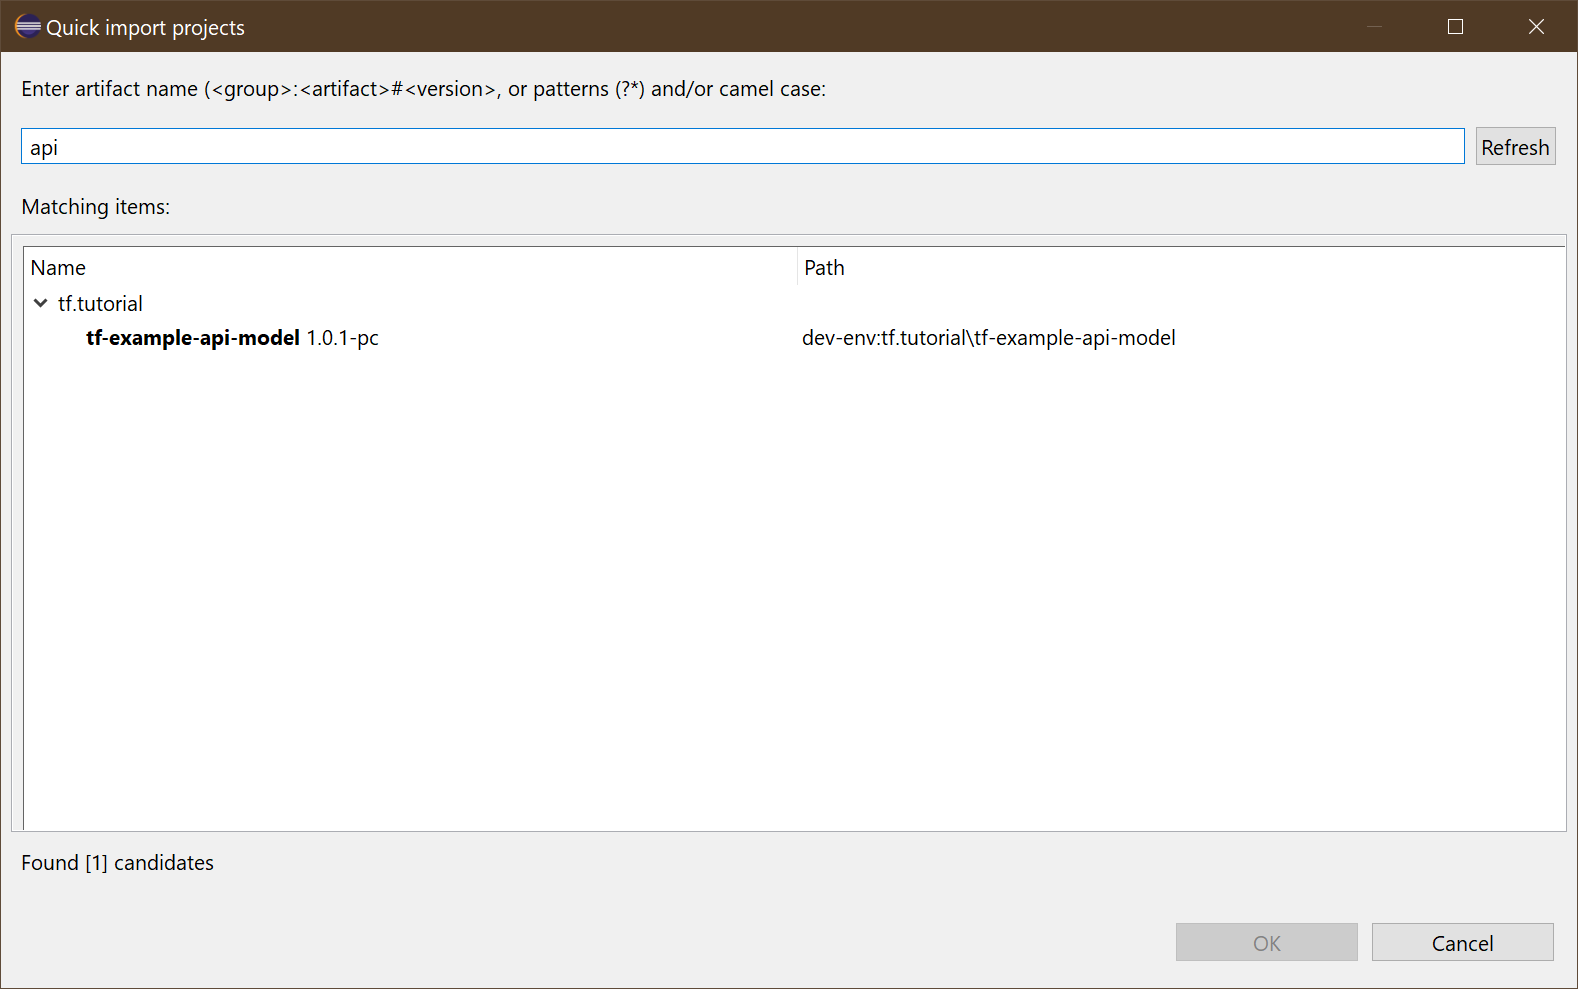 Quick import projects
Enter artifact name (<group>:<artifact>#<version>, or patterns (?*) and/or camel case:
api
Refresh
Matching items:
Name Path
tf.tutorial
tf-example-api-model 1.0.1-pc dev-env:tf.tutorial\tf-example-api-model
Found [1] candidates
OK Cancel